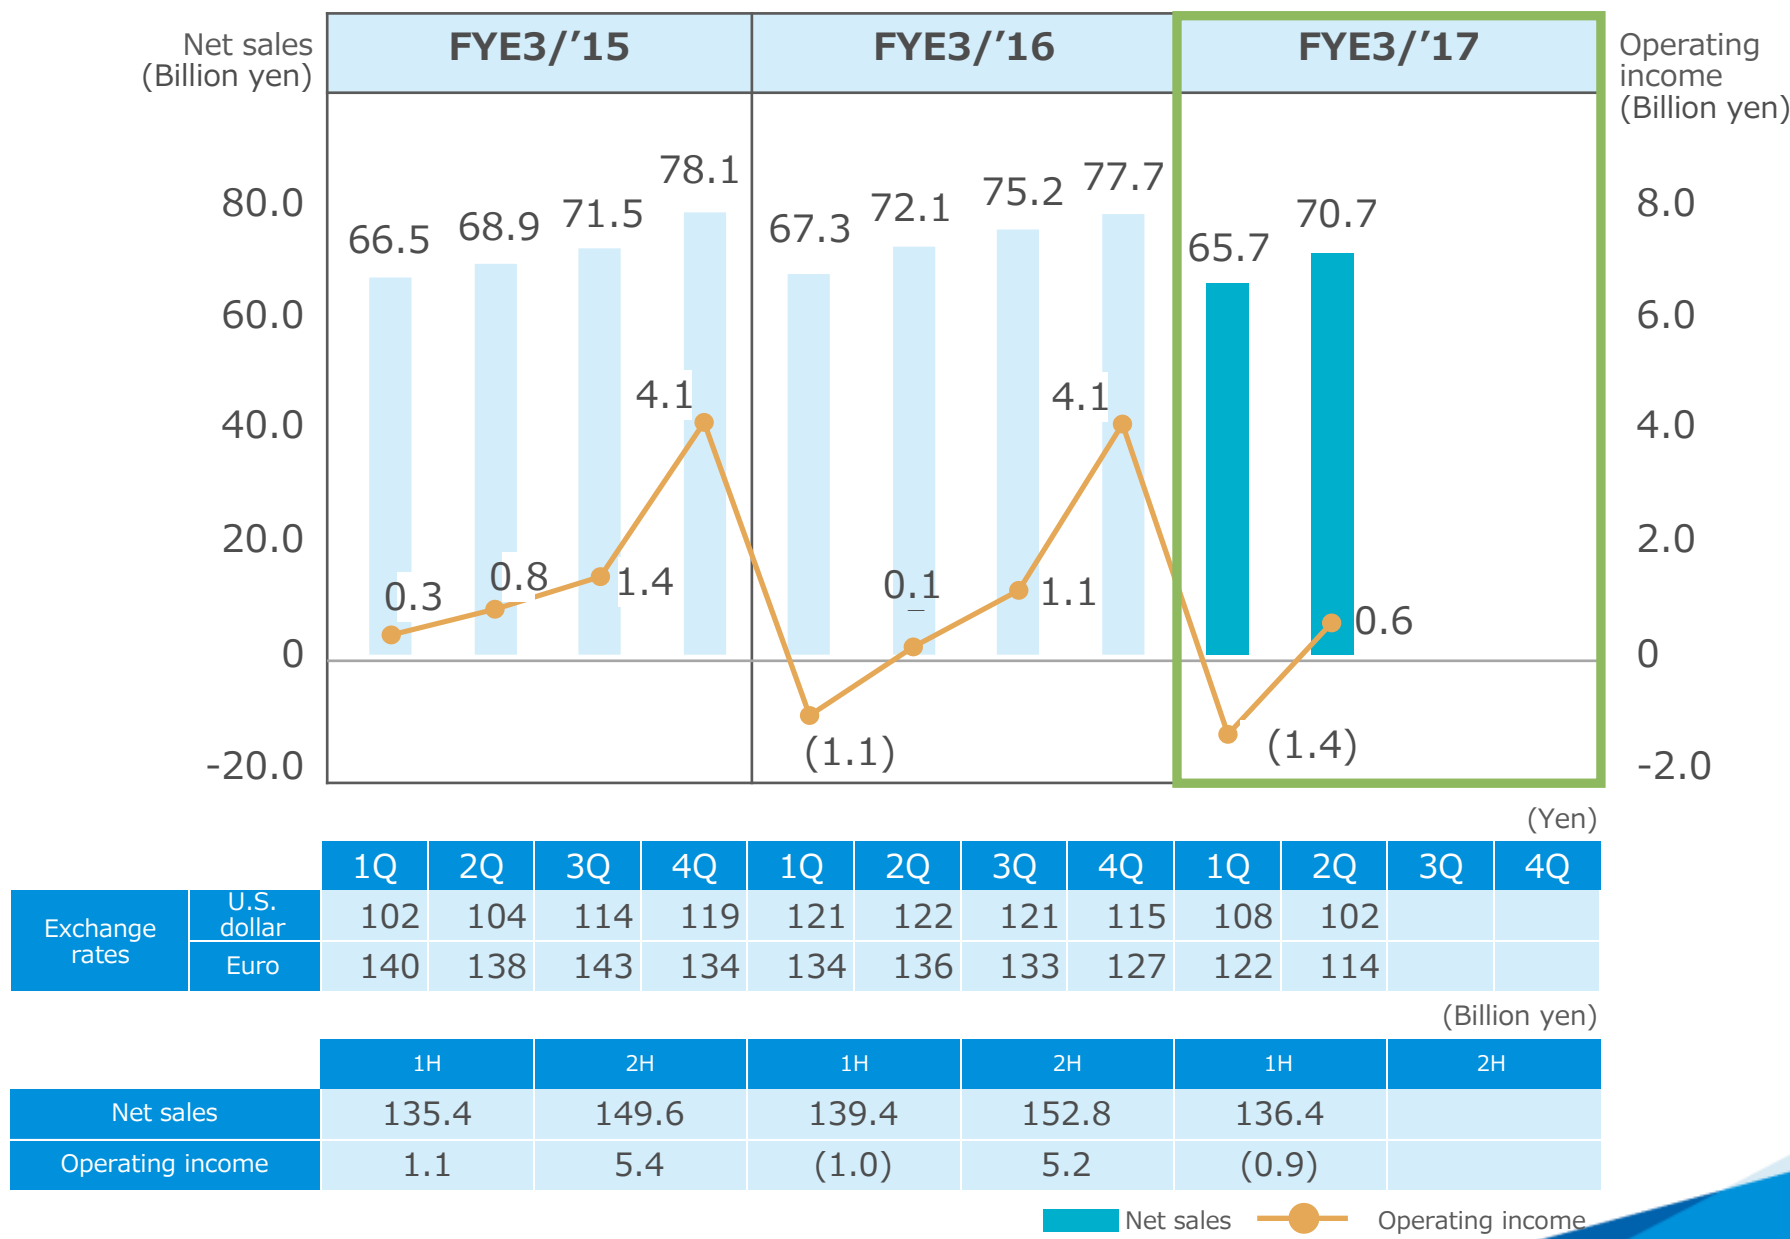 Net sales
(Billion yen)
FYE3/’15
FYE3/’16
FYE3/’17
Operating
income
(Billion yen)
80.0
60.0
40.0
20.0
0
-20.0
66.5
68.9
71.5
78.1
67.3
72.1
75.2
77.7
65.7
70.7
0.3
0.8
1.4
4.1
(1.1)
0.1
1.1
4.1
(1.4)
0.6
8.0
6.0
4.0
2.0
0
-2.0
(Yen)
1Q 2Q 3Q 4Q 1Q 2Q 3Q 4Q 1Q 2Q 3Q 4Q
Exchange
rates
U.S.
dollar
102 104 114 119 121 122 121 115 108 102
Euro 140 138 143 134 134 136 133 127 122 114
(Billion yen)
1H 2H 1H 2H 1H 2H
Net sales 135.4 149.6 139.4 152.8 136.4
Operating income 1.1 5.4 (1.0) 5.2 (0.9)
Net sales Operating income